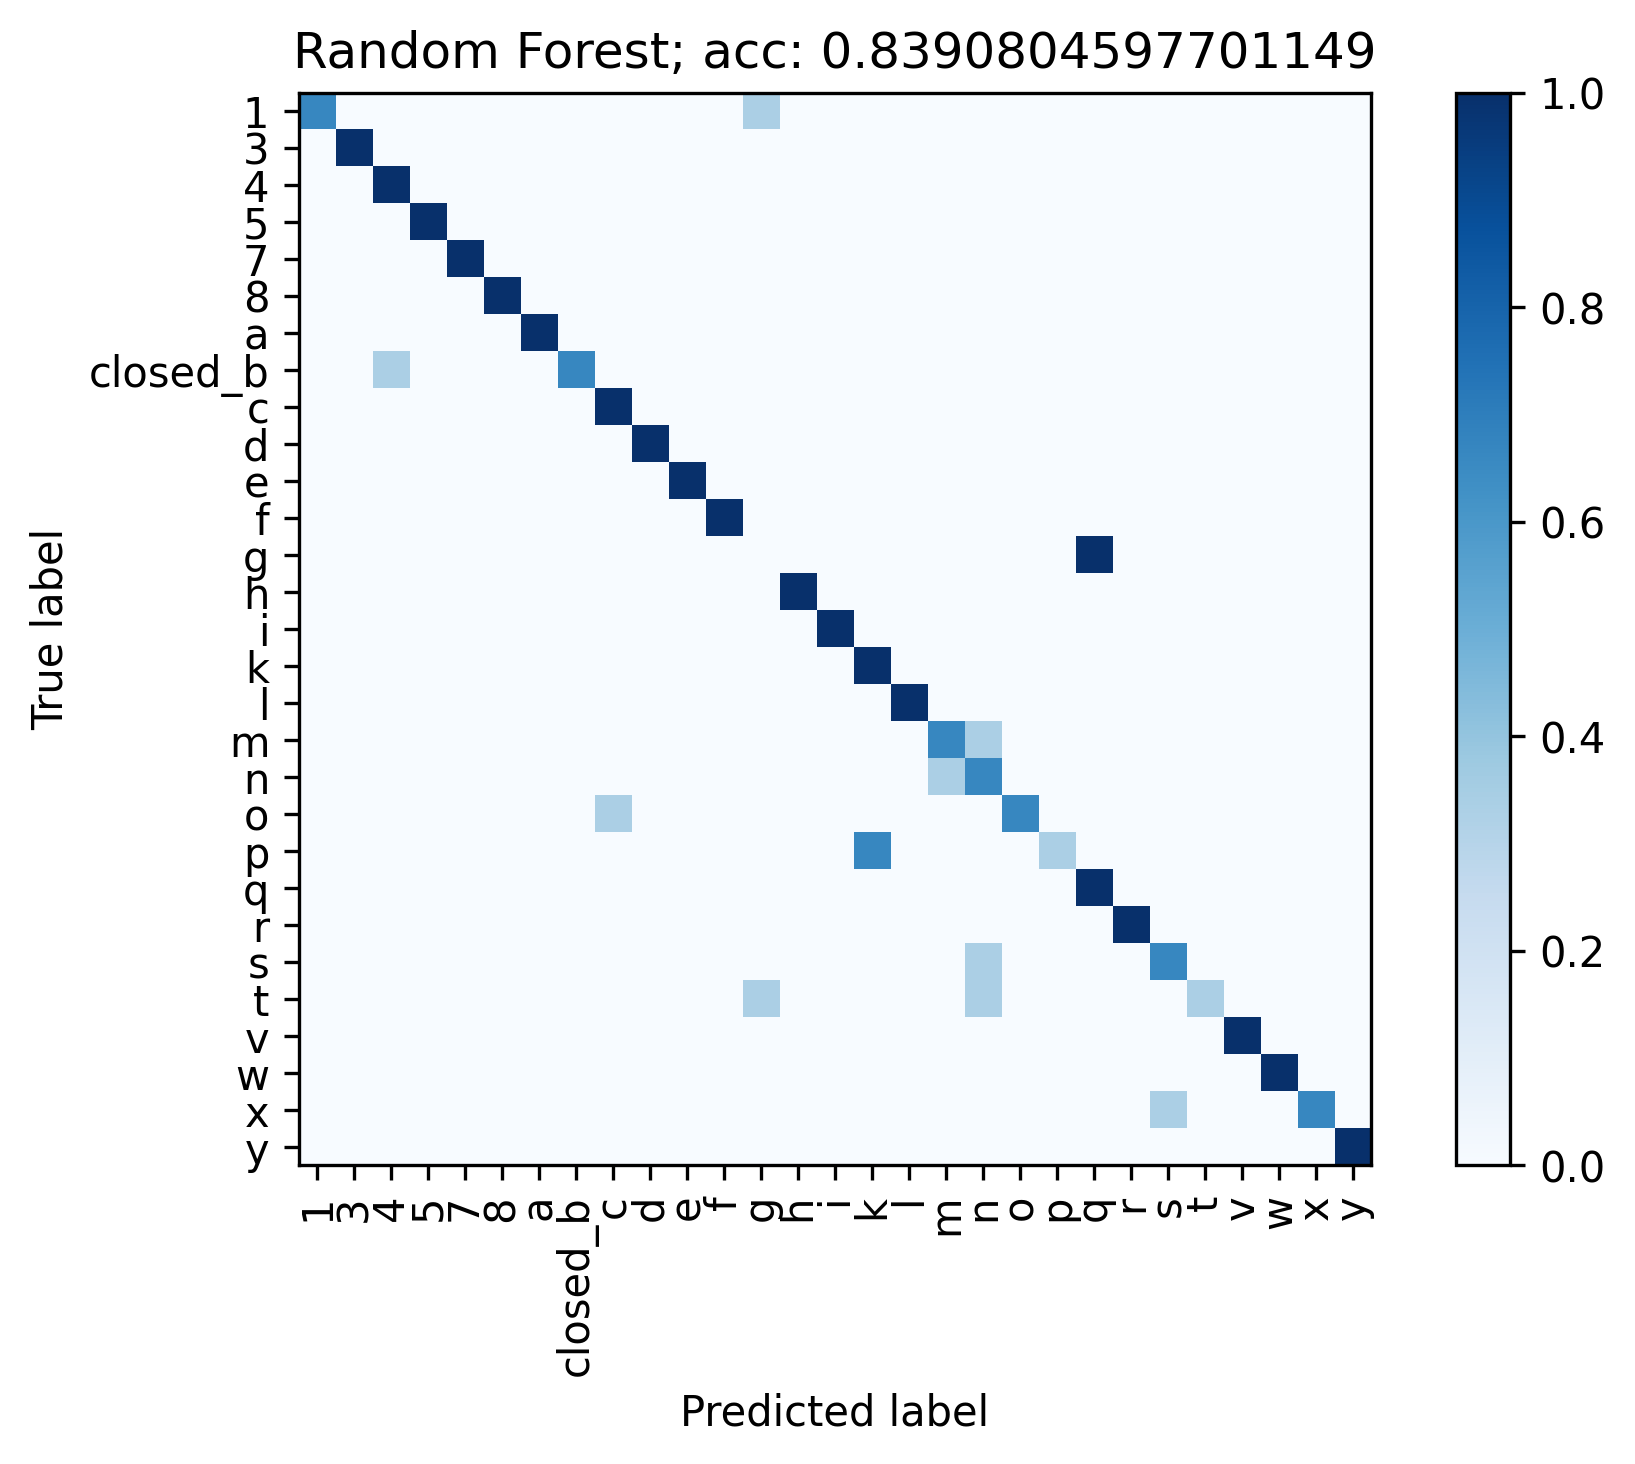 Random Forest; acc: 0.8390804597701149
1
3
4
5
7
8
a
closed_b
c
d
e
f
g
h
i
k
l
m
n
o
p
q
r
s
t
v
w
x
y
True label
1
3
4
5
7
8
a
closed_b
c
d
e
f
g
h
i
k
l
m
n
o
p
q
r
s
t
v
w
x
y
Predicted label
1.0
0.8
0.6
0.4
0.2
0.0